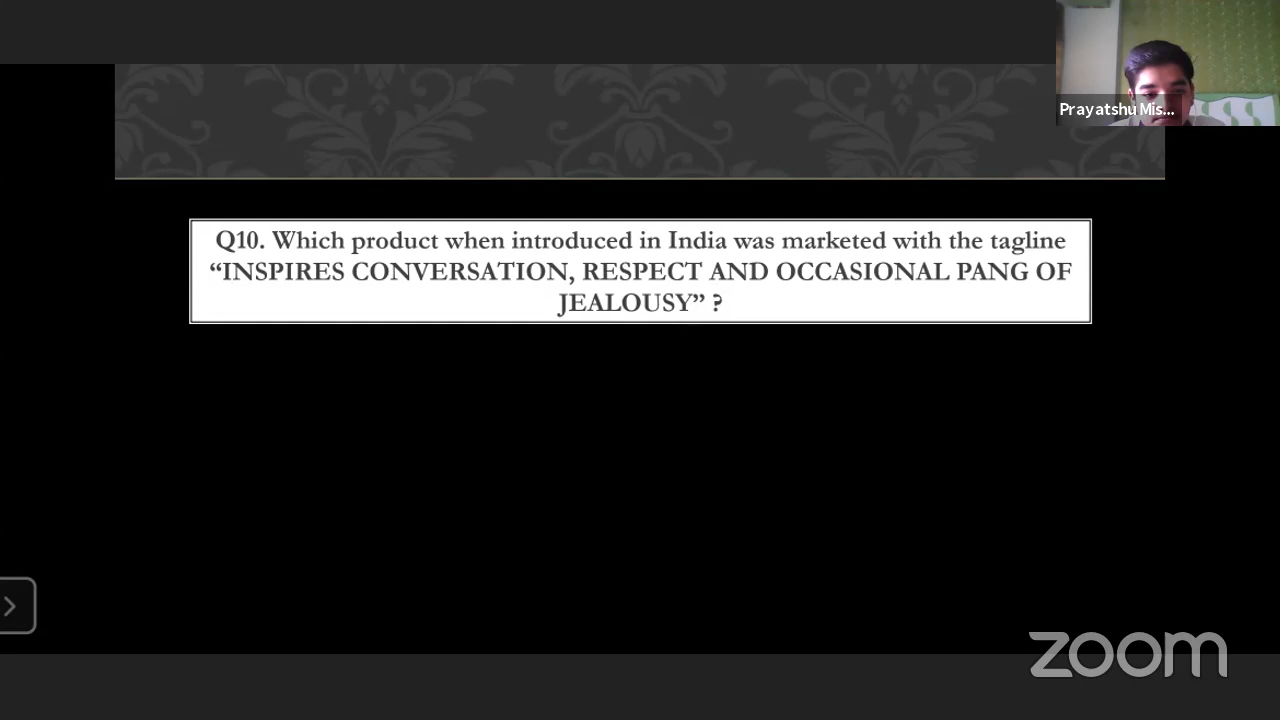 Prayatshu Mis...
Q10. Which product when introduced in India was marketed with the tagline
“INSPIRES CONVERSATION, RESPECT AND OCCASIONAL PANG OF
JEALOUSY” ?
zoom